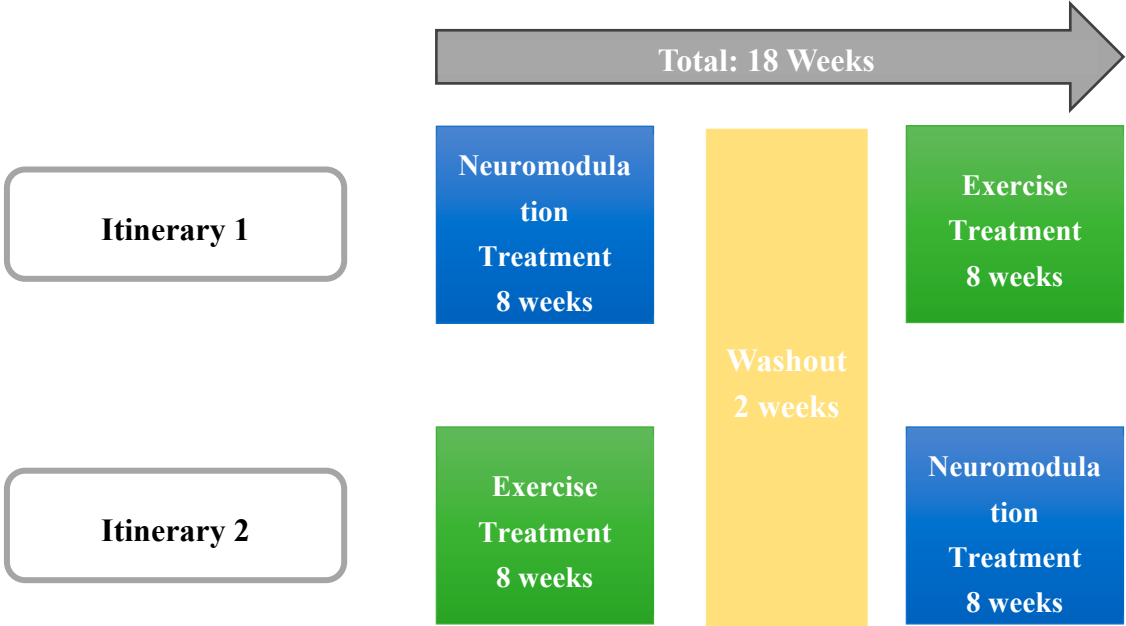 Total: 18 Weeks
Itinerary 1
Neuromodula
tion
Treatment
8 weeks
Exercise
Treatment
8 weeks
Washout
2 weeks
Itinerary 2
Exercise
Treatment
8 weeks
Neuromodula
tion
Treatment
8 weeks